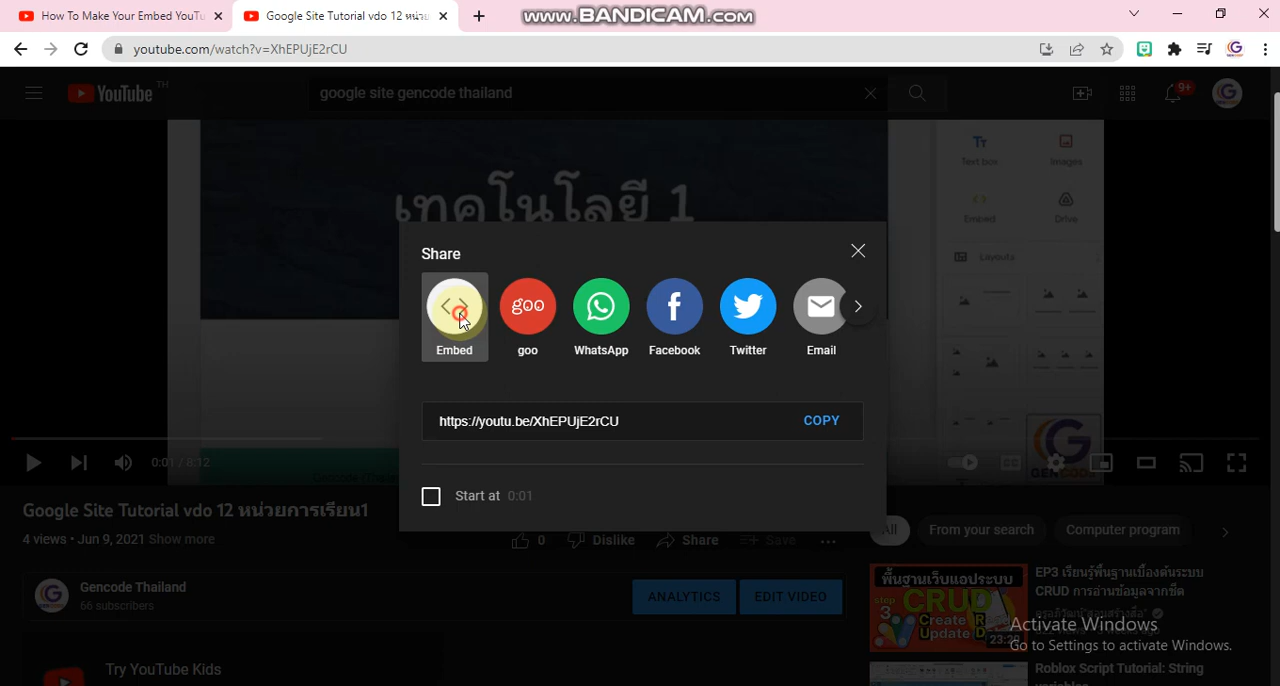 How To Make Your Embed YouTu
Google Site Tutorial vdo 12 หน่วย
www.BANDICAM.com
youtube.com/watch?v=XhEPUjE2rCU
YouTube TH
google site gencode thailand
9+
Text box
Images
เทคโนโลยี 1
Embed
Drive
Layouts
Share
goo
Embed
goo
WhatsApp
Facebook
Twitter
Email
https://youtu.be/XhEPUjE2rCU
COPY
0:01 / 8:12
Start at 0:01
Google Site Tutorial vdo 12 หน่วยการเรียน1
4 views • Jun 9, 2021 Show more
0
Dislike
Share
Save
All
From your search
Computer program
Gencode Thailand
66 subscribers
ANALYTICS
EDIT VIDEO
พื้นฐานเว็บแอประบบ
step 3
CRUD
Create
Update
23:20
EP3 เรียนรู้พื้นฐานเบื้องต้นระบบ
CRUD การอ่านข้อมูลจากชีต
Activate Windows
Go to Settings to activate Windows.
Try YouTube Kids
Roblox Script Tutorial: String
variables